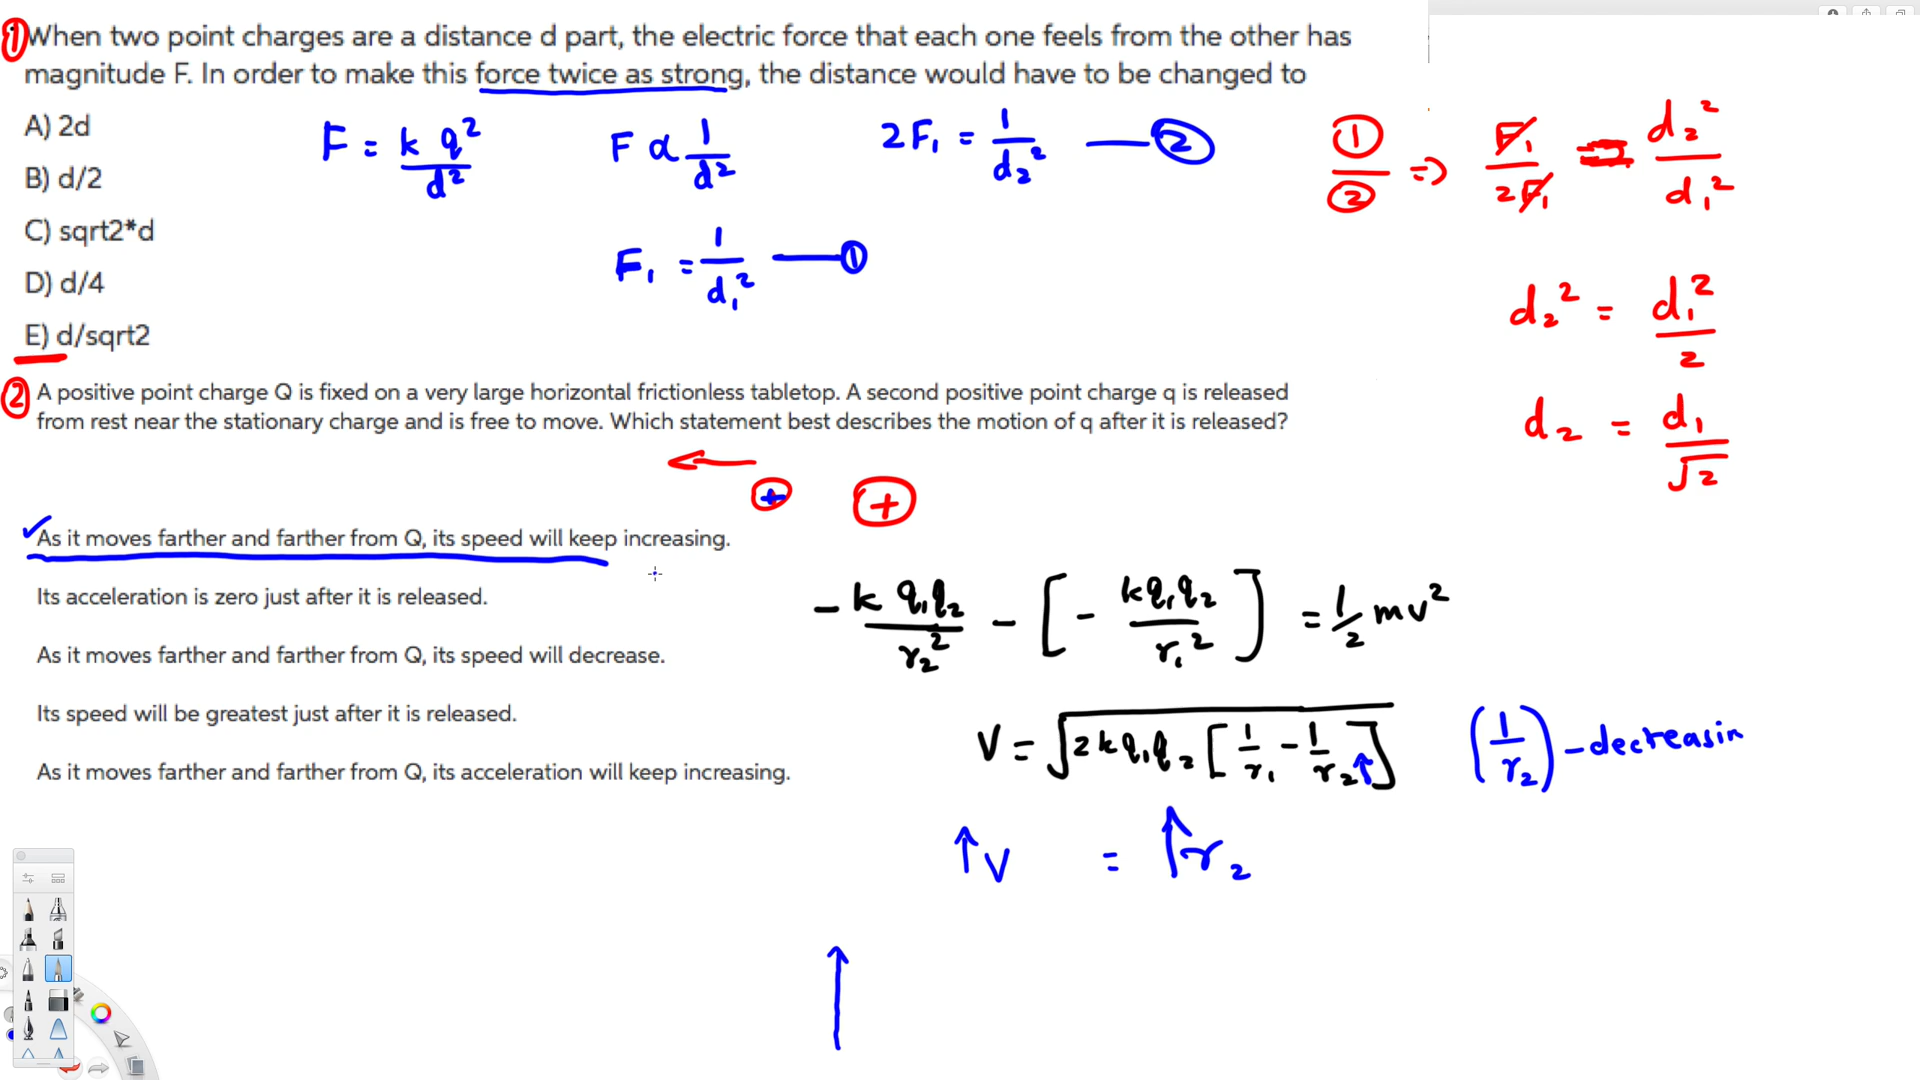 ① When two point charges are a distance d part, the electric force that each one feels from the other has
magnitude F. In order to make this force twice as strong, the distance would have to be changed to
A) 2d
B) d/2
C) sqrt2*d
D) d/4
E) d/sqrt2
F = k q² / d²
F ∝ 1 / d²
2F₁ = 1 / d₂² — ②
F₁ = 1 / d₁² — ①
① / ② => F₁ / 2F₁ = d₂² / d₁²
d₂² = d₁² / 2
d₂ = d₁ / √2
② A positive point charge Q is fixed on a very large horizontal frictionless tabletop. A second positive point charge q is released
from rest near the stationary charge and is free to move. Which statement best describes the motion of q after it is released?
+ +
✓ As it moves farther and farther from Q, its speed will keep increasing.
Its acceleration is zero just after it is released.
As it moves farther and farther from Q, its speed will decrease.
Its speed will be greatest just after it is released.
As it moves farther and farther from Q, its acceleration will keep increasing.
- k q₁q₂ / r₂² - [ - k q₁q₂ / r₁² ] = 1/2 mv²
V = √ 2kq₁q₂ [ 1/r₁ - 1/r₂ ↑ ]
(1/r₂) - decreasin
↑ V = ↑ r₂